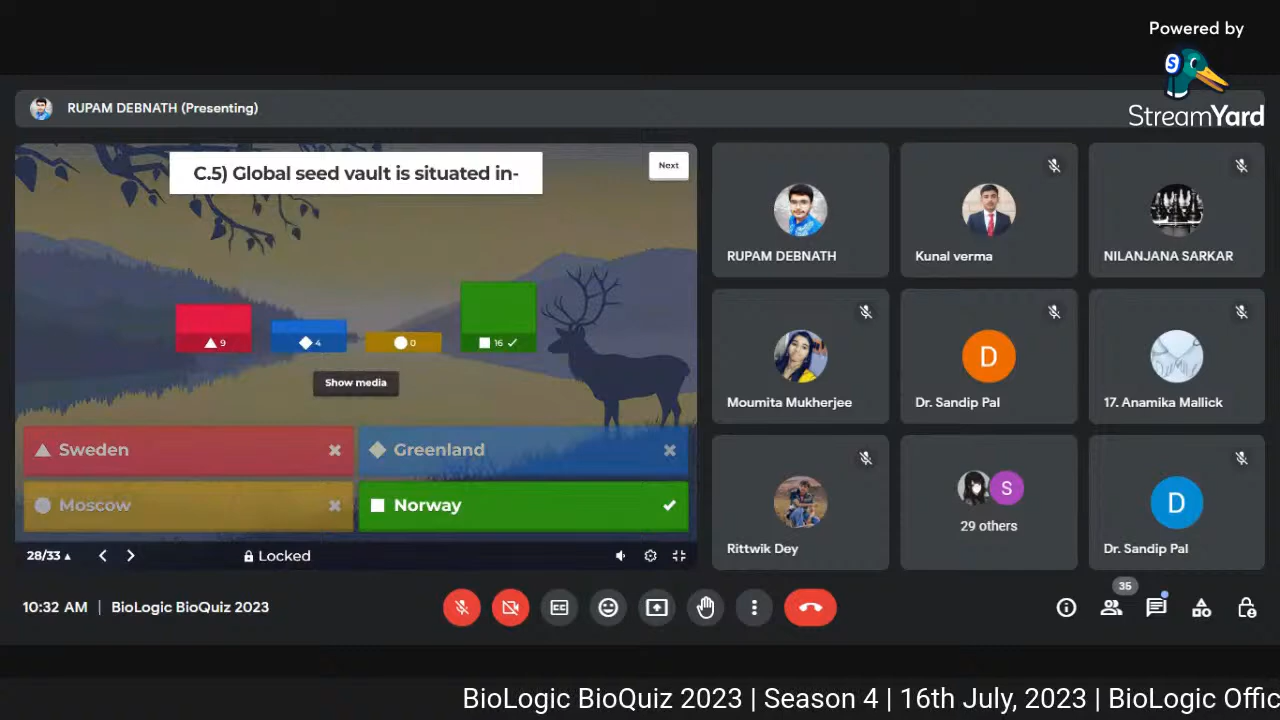 Powered by
StreamYard
RUPAM DEBNATH (Presenting)
C.5) Global seed vault is situated in-
Next
9
4
0
16
Show media
Sweden
Greenland
Moscow
Norway
28/33
Locked
RUPAM DEBNATH
Kunal verma
NILANJANA SARKAR
Moumita Mukherjee
D
Dr. Sandip Pal
17. Anamika Mallick
Rittwik Dey
S
29 others
D
Dr. Sandip Pal
10:32 AM | BioLogic BioQuiz 2023
35
BioLogic BioQuiz 2023 | Season 4 | 16th July, 2023 | BioLogic Offic